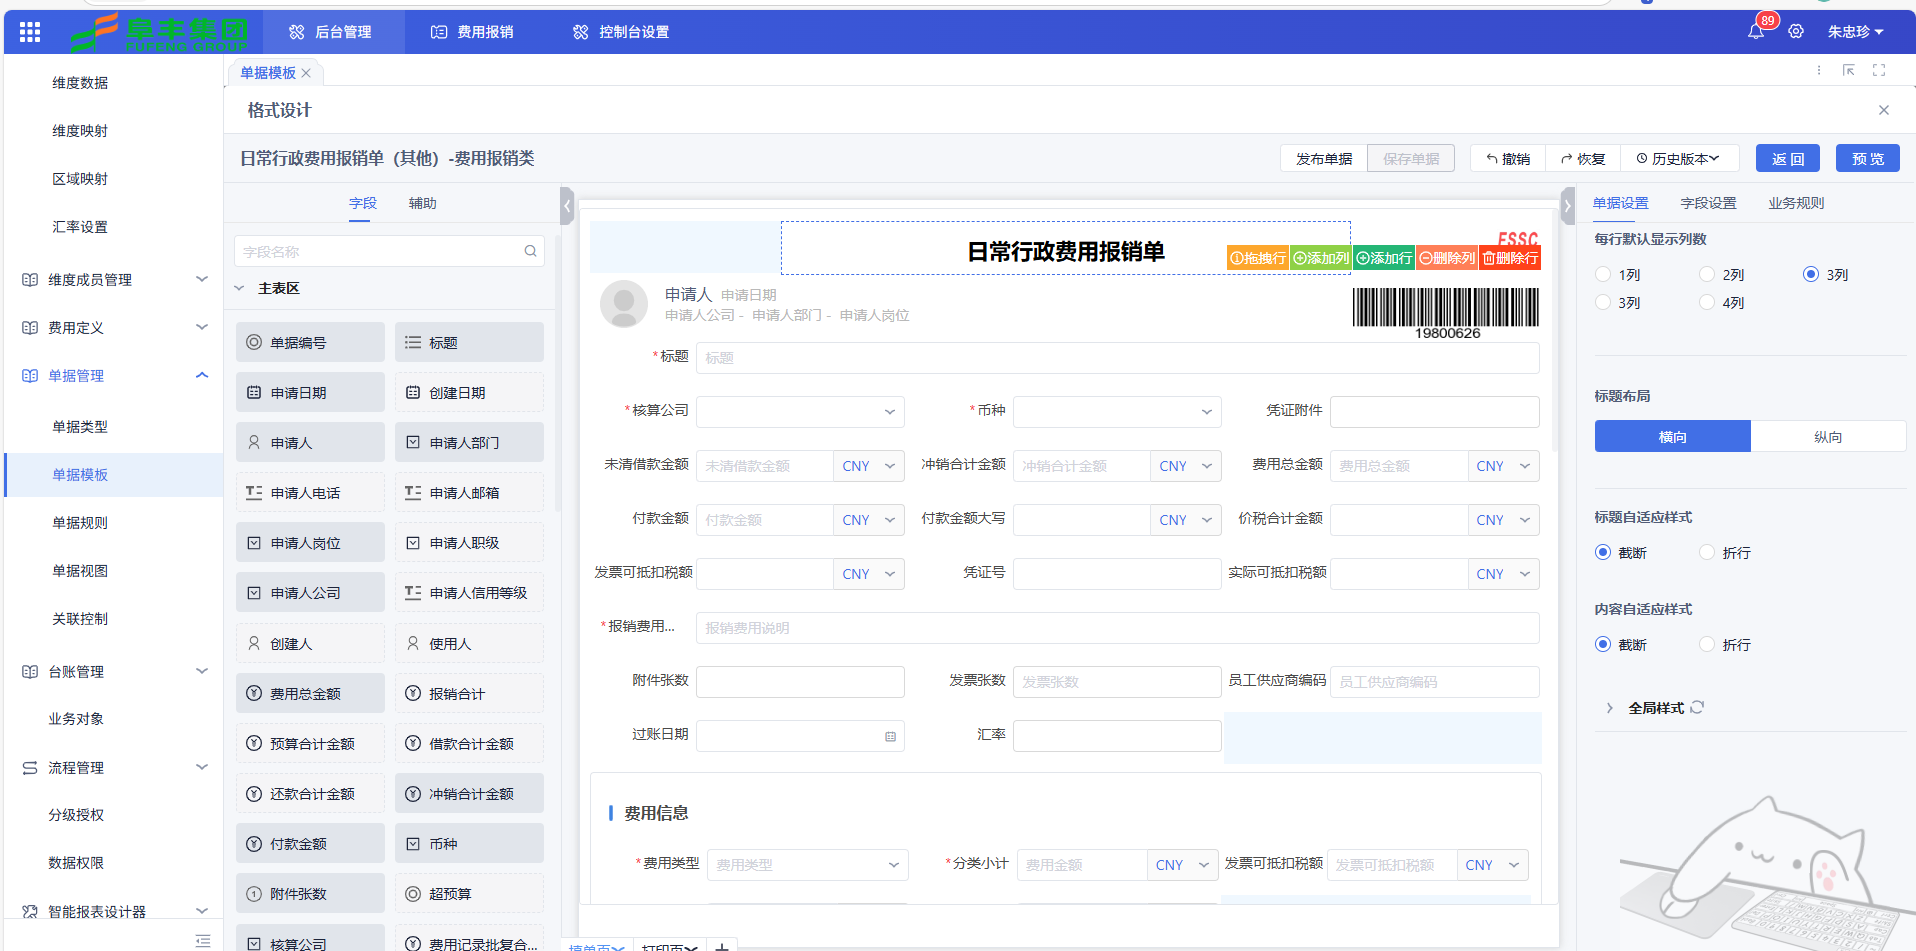 阜丰集团
FUFENG GROUP
后台管理
费用报销
控制台设置
89
朱忠珍
维度数据
维度映射
区域映射
汇率设置
维度成员管理
费用定义
单据管理
单据类型
单据模板
单据规则
单据视图
关联控制
台账管理
业务对象
流程管理
分级授权
数据权限
智能报表设计器
单据模板
格式设计
日常行政费用报销单（其他）-费用报销类
发布单据
保存单据
撤销
恢复
历史版本
返回
预览
字段
辅助
字段名称
主表区
单据编号
标题
申请日期
创建日期
申请人
申请人部门
申请人电话
申请人邮箱
申请人岗位
申请人职级
申请人公司
申请人信用等级
创建人
使用人
费用总金额
报销合计
预算合计金额
借款合计金额
还款合计金额
冲销合计金额
付款金额
币种
附件张数
超预算
核算公司
费用记录批复合...
日常行政费用报销单
FSSC
拖拽行
添加列
添加行
删除列
删除行
申请人 申请日期
申请人公司 - 申请人部门 - 申请人岗位
19800626
*标题 标题
*核算公司
*币种
凭证附件
未清借款金额 未清借款金额 CNY
冲销合计金额 冲销合计金额 CNY
费用总金额 费用总金额 CNY
付款金额 付款金额 CNY
付款金额大写 CNY
价税合计金额 CNY
发票可抵扣税额 CNY
凭证号
实际可抵扣税额 CNY
*报销费用... 报销费用说明
附件张数
发票张数 发票张数
员工供应商编码 员工供应商编码
过账日期
汇率
费用信息
*费用类型 费用类型
*分类小计 费用金额 CNY
发票可抵扣税额 发票可抵扣税额 CNY
填单页
打印页
单据设置
字段设置
业务规则
每行默认显示列数
1列
2列
3列
3列
4列
标题布局
横向
纵向
标题自适应样式
截断
折行
内容自适应样式
截断
折行
全局样式